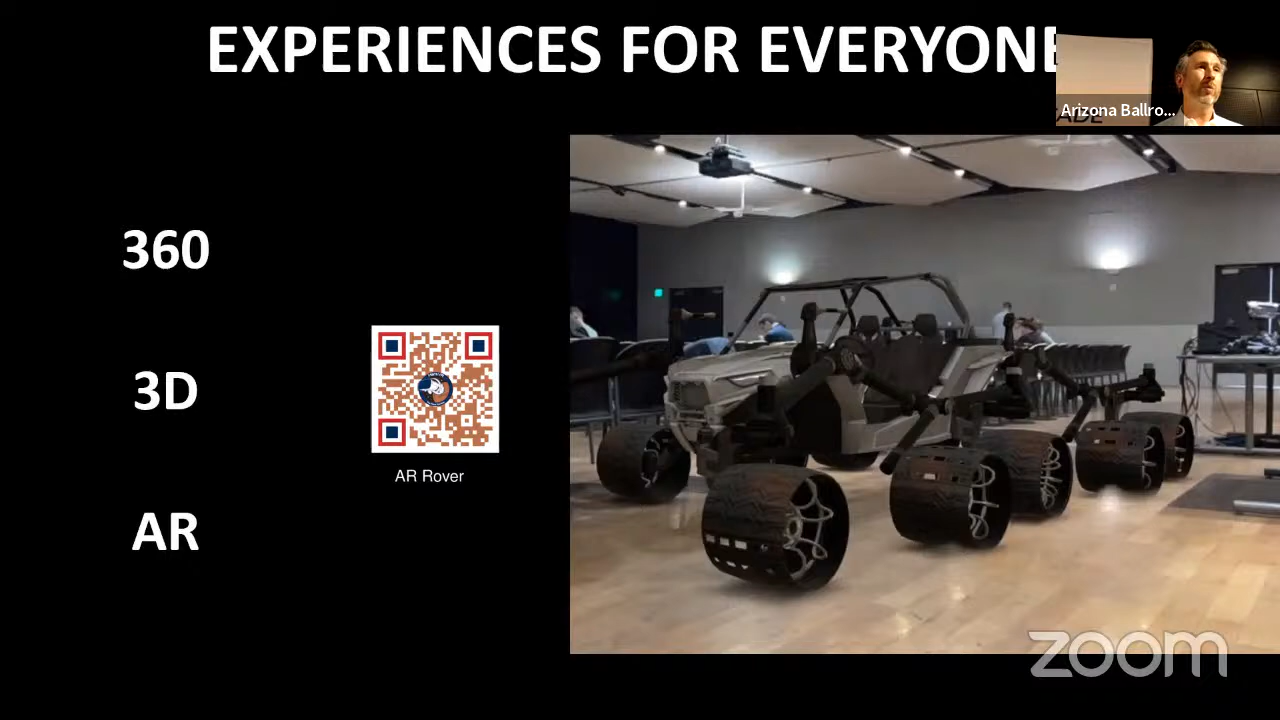 EXPERIENCES FOR EVERYONE
Arizona Ballro...
360
3D
AR Rover
AR
zoom